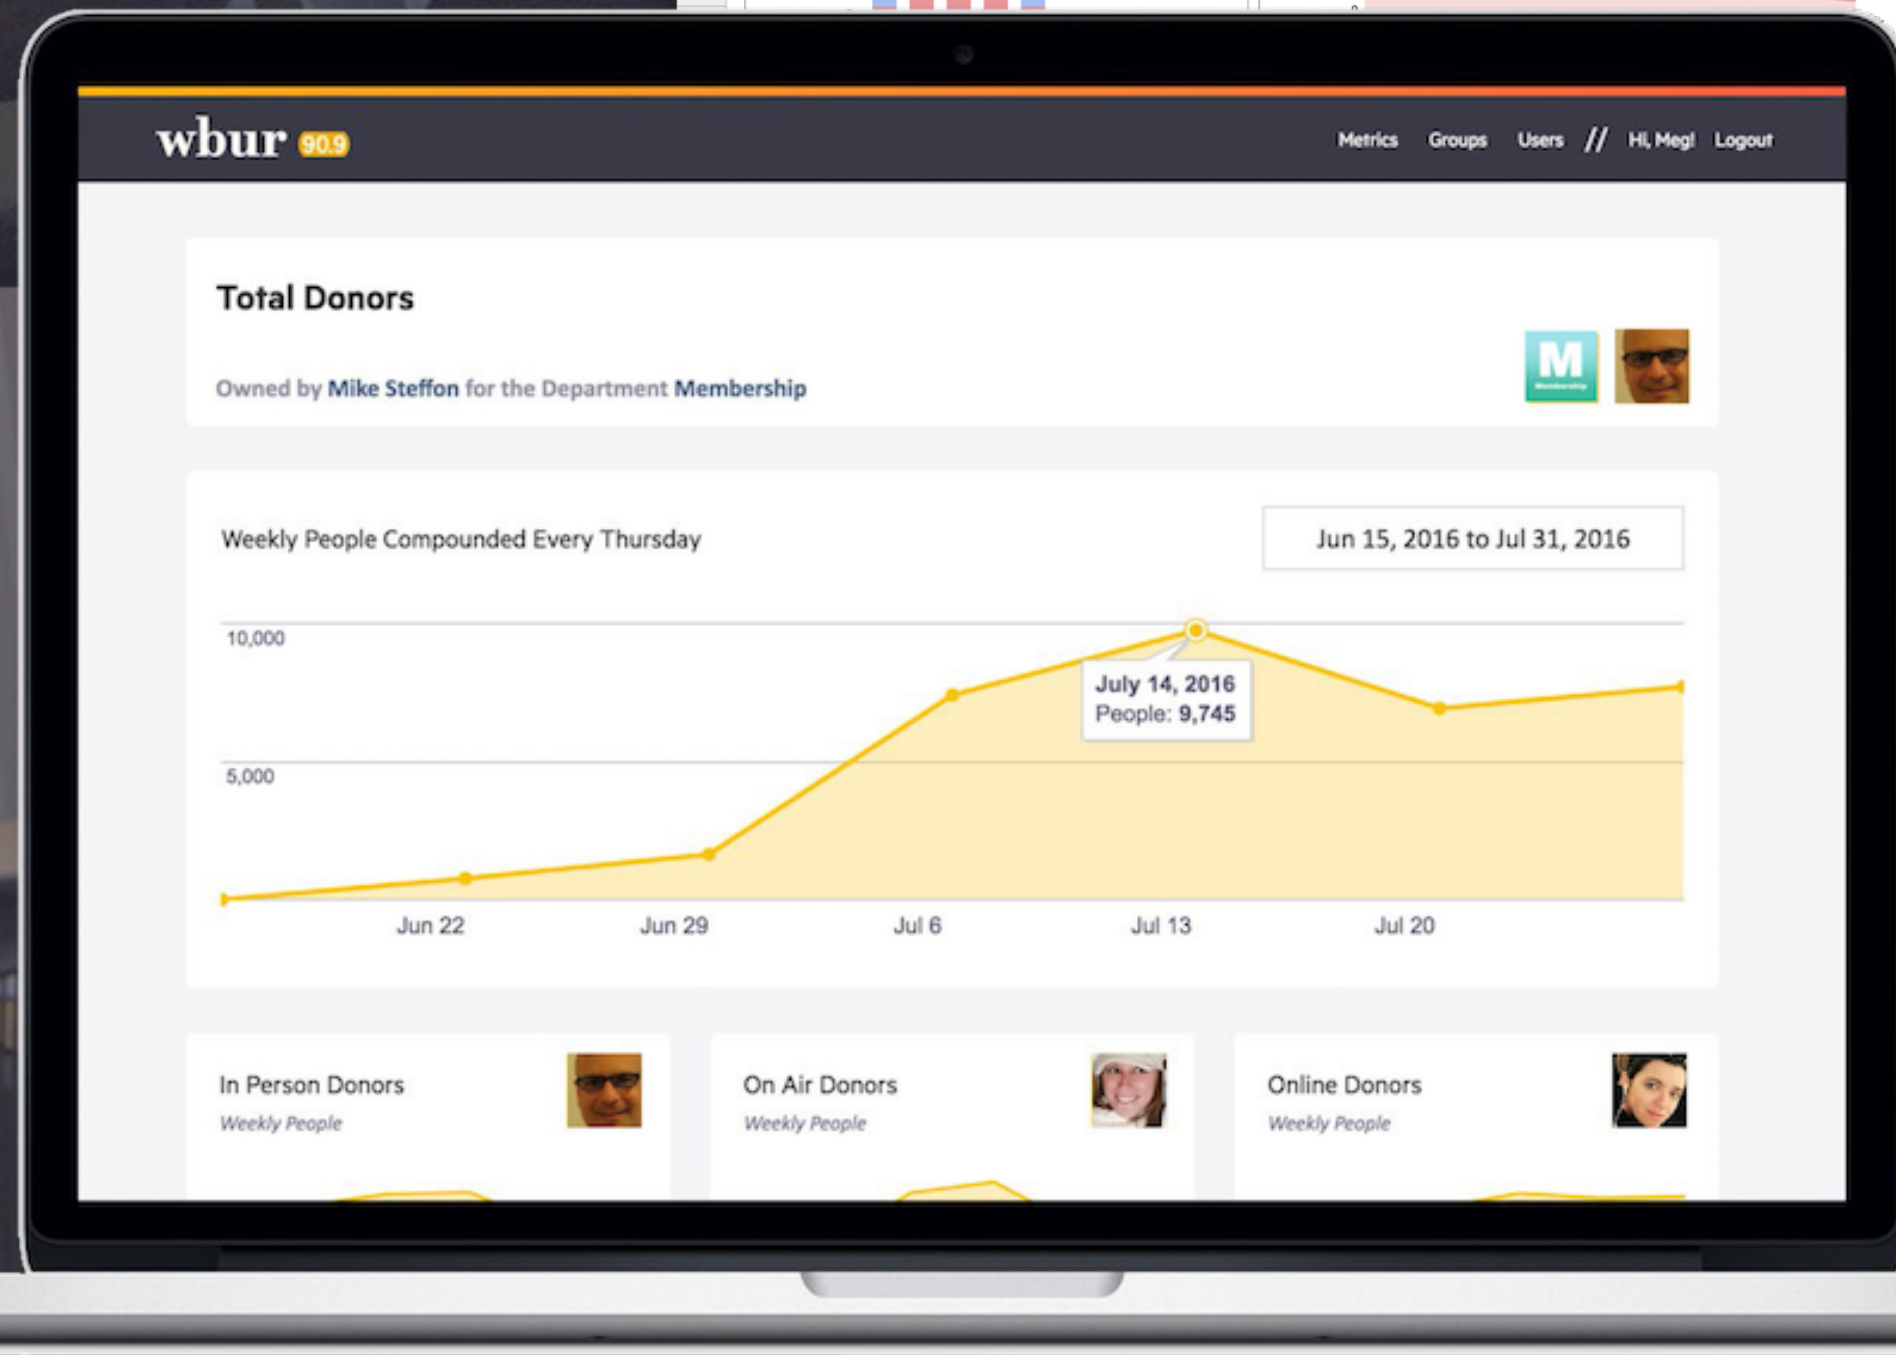 wbur 90.9
Metrics Groups Users // Hi, Meg! Logout
Total Donors
M
Membership
Owned by Mike Steffon for the Department Membership
Weekly People Compounded Every Thursday
Jun 15, 2016 to Jul 31, 2016
10,000
July 14, 2016
People: 9,745
5,000
Jun 22 Jun 29 Jul 6 Jul 13 Jul 20
In Person Donors
Weekly People
On Air Donors
Weekly People
Online Donors
Weekly People